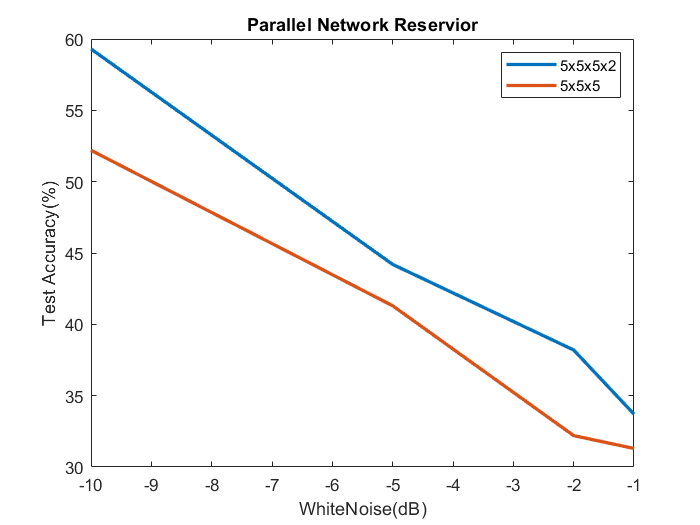 Parallel Network Reservior
60
55
50
45
40
35
30
Test Accuracy(%)
5x5x5x2
5x5x5
-10 -9 -8 -7 -6 -5 -4 -3 -2 -1
WhiteNoise(dB)